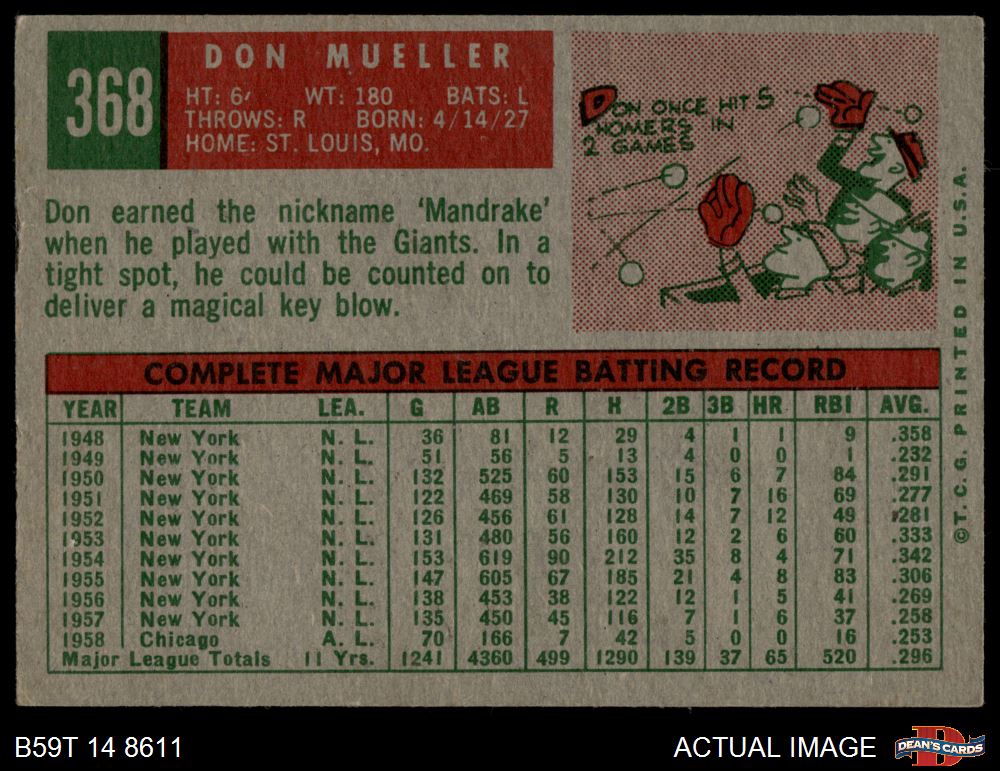 368
DON MUELLER
HT: 6' WT: 180 BATS: L
THROWS: R BORN: 4/14/27
HOME: ST. LOUIS, MO.
DON ONCE HIT 5
HOMERS IN
2 GAMES
Don earned the nickname ‘Mandrake’
when he played with the Giants. In a
tight spot, he could be counted on to
deliver a magical key blow.
COMPLETE MAJOR LEAGUE BATTING RECORD
YEAR TEAM LEA. G AB R H 2B 3B HR RBI AVG.
1948 New York N. L. 36 81 12 29 4 1 1 9 .358
1949 New York N. L. 51 56 5 13 4 0 0 1 .232
1950 New York N. L. 132 525 60 153 15 6 7 84 .291
1951 New York N. L. 122 469 58 130 10 7 16 69 .277
1952 New York N. L. 126 456 61 128 14 7 12 49 .281
1953 New York N. L. 131 480 56 160 12 2 6 60 .333
1954 New York N. L. 153 619 90 212 35 8 4 71 .342
1955 New York N. L. 147 605 67 185 21 4 8 83 .306
1956 New York N. L. 138 453 38 122 12 1 5 41 .269
1957 New York N. L. 135 450 45 116 7 1 6 37 .258
1958 Chicago A. L. 70 166 7 42 5 0 0 16 .253
Major League Totals 11 Yrs. 1241 4360 499 1290 139 37 65 520 .296
©T. C. G. PRINTED IN U.S.A.
B59T 14 8611
ACTUAL IMAGE
D
DEAN'S CARDS